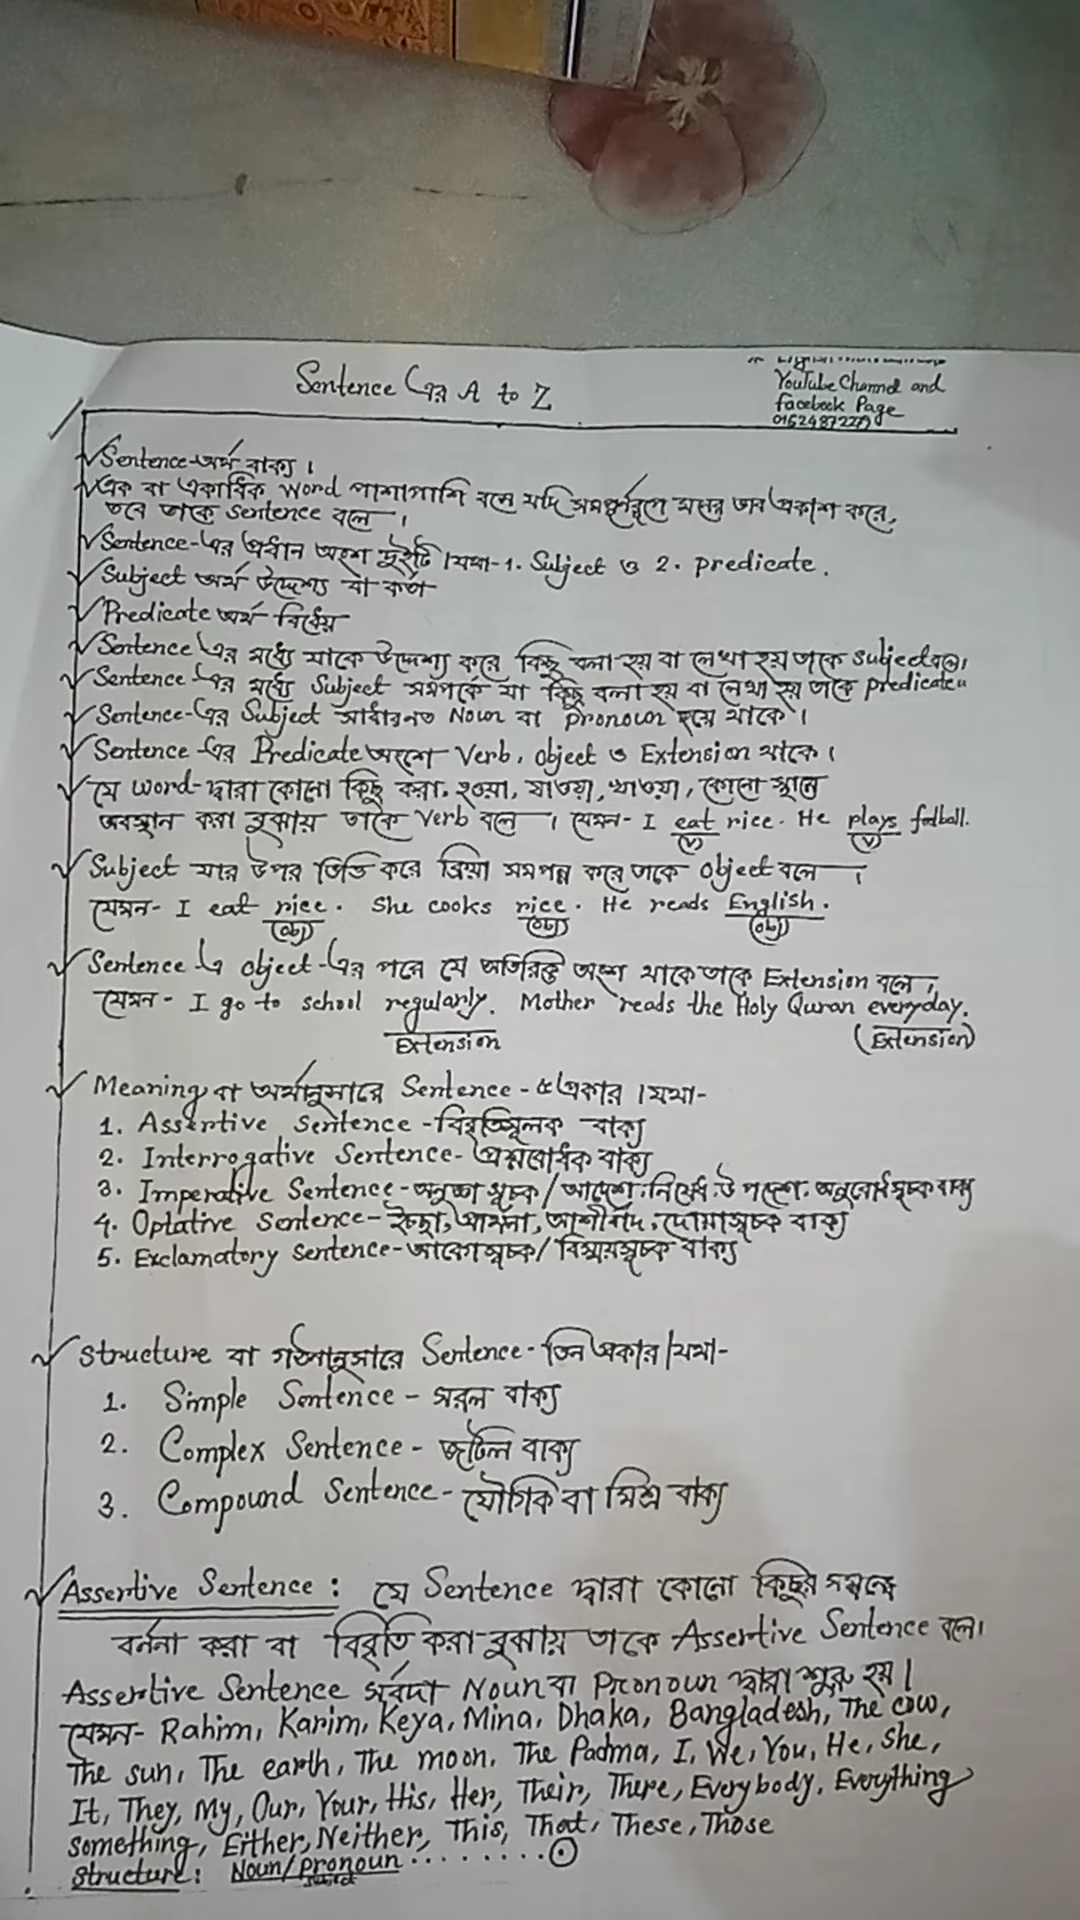 Sentence এর A to Z
YouTube Channel and
facebook Page
Sentence-অর্থ বাক্য।
এক বা একাধিক word পাশাপাশি বসে যদি সম্পূর্ণরূপে মনের ভাব প্রকাশ করে,
তবে তাকে sentence বলে।
Sentence-এর প্রধান অংশ দুইটি।যথা-1. Subject ও 2. predicate.
Subject অর্থ উদ্দেশ্য বা কর্তা
Predicate অর্থ বিধেয়
Sentence এর মধ্যে যাকে উদ্দেশ্য করে কিছু বলা হয় বা লেখা হয় তাকে subject বলে।
Sentence-এর মধ্যে Subject সম্পর্কে যা কিছু বলা হয় বা লেখা হয় তাকে predicate"
Sentence-এর Subject সাধারনত Noun বা pronoun হয়ে থাকে।
Sentence-এর Predicate অংশে Verb, object ও Extension থাকে।
যে word-দ্বারা কোনো কিছু করা, হওয়া, যাওয়া, খাওয়া, কোনো স্থানে
অবস্থান করা বুঝায় তাকে Verb বলে। যেমন- I eat rice. He plays football.
(V) (V)
Subject যার উপর ভিত্তি করে ক্রিয়া সমপন্ন করে তাকে object বলে।
যেমন- I eat rice. She cooks rice. He reads English.
(obj) (obj) (obj)
Sentence-এ object-এর পরে যে অতিরিক্ত অংশ থাকে তাকে Extension বলে,
যেমন- I go to school regularly. Mother reads the Holy Quran everyday.
Extension (Extension)
Meaning বা অর্থানুসারে Sentence-৫ প্রকার।যথা-
1. Assertive Sentence-বিবৃতিমূলক বাক্য
2. Interrogative Sentence-প্রশ্নবোধক বাক্য
3. Imperative Sentence-অনুজ্ঞা সূচক/আদেশ.নিষেধ.উপদেশ.অনুরোধসূচক বাক্য
4. Optative Sentence-ইচ্ছা,প্রার্থনা,আশীর্বাদ.দোয়াসূচক বাক্য
5. Exclamatory sentence-আবেগসূচক/বিস্ময়সূচক বাক্য
Structure বা গঠনানুসারে Sentence-তিন প্রকার।যথা-
1. Simple Sentence- সরল বাক্য
2. Complex Sentence- জটিল বাক্য
3. Compound Sentence-যৌগিক বা মিশ্র বাক্য
Assertive Sentence: যে Sentence দ্বারা কোনো কিছুর সম্বন্ধে
বর্ননা করা বা বিবৃতি করা বুঝায় তাকে Assertive Sentence বলে।
Assertive Sentence সর্বদা Noun বা Pronoun দ্বারা শুরু হয়।
যেমন- Rahim, Karim, Keya, Mina, Dhaka, Bangladesh, The cow,
The sun, The earth, The moon, The Padma, I, We, You, He, She,
It, They, My, Our, Your, His, Her, Their, There, Everybody, Everything
something, Either, Neither, This, That, These, Those
Structure: Noun/pronoun.........